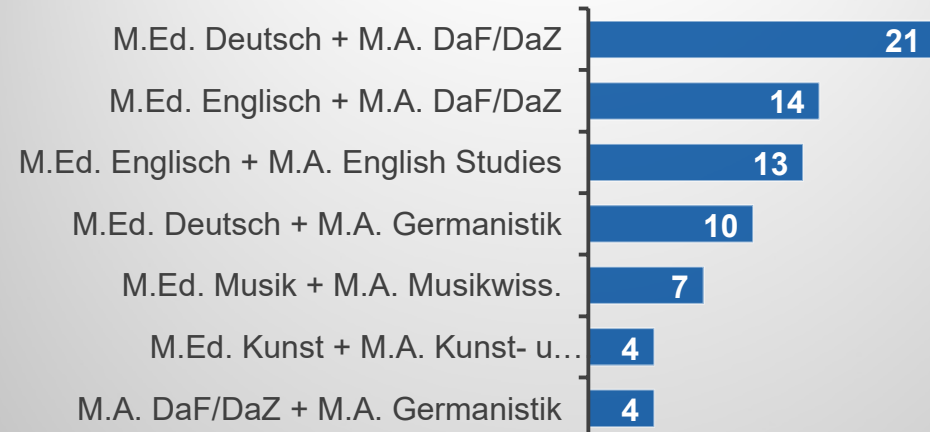 M.Ed. Deutsch + M.A. DaF/DaZ 21
M.Ed. Englisch + M.A. DaF/DaZ 14
M.Ed. Englisch + M.A. English Studies 13
M.Ed. Deutsch + M.A. Germanistik 10
M.Ed. Musik + M.A. Musikwiss. 7
M.Ed. Kunst + M.A. Kunst- u… 4
M.A. DaF/DaZ + M.A. Germanistik 4